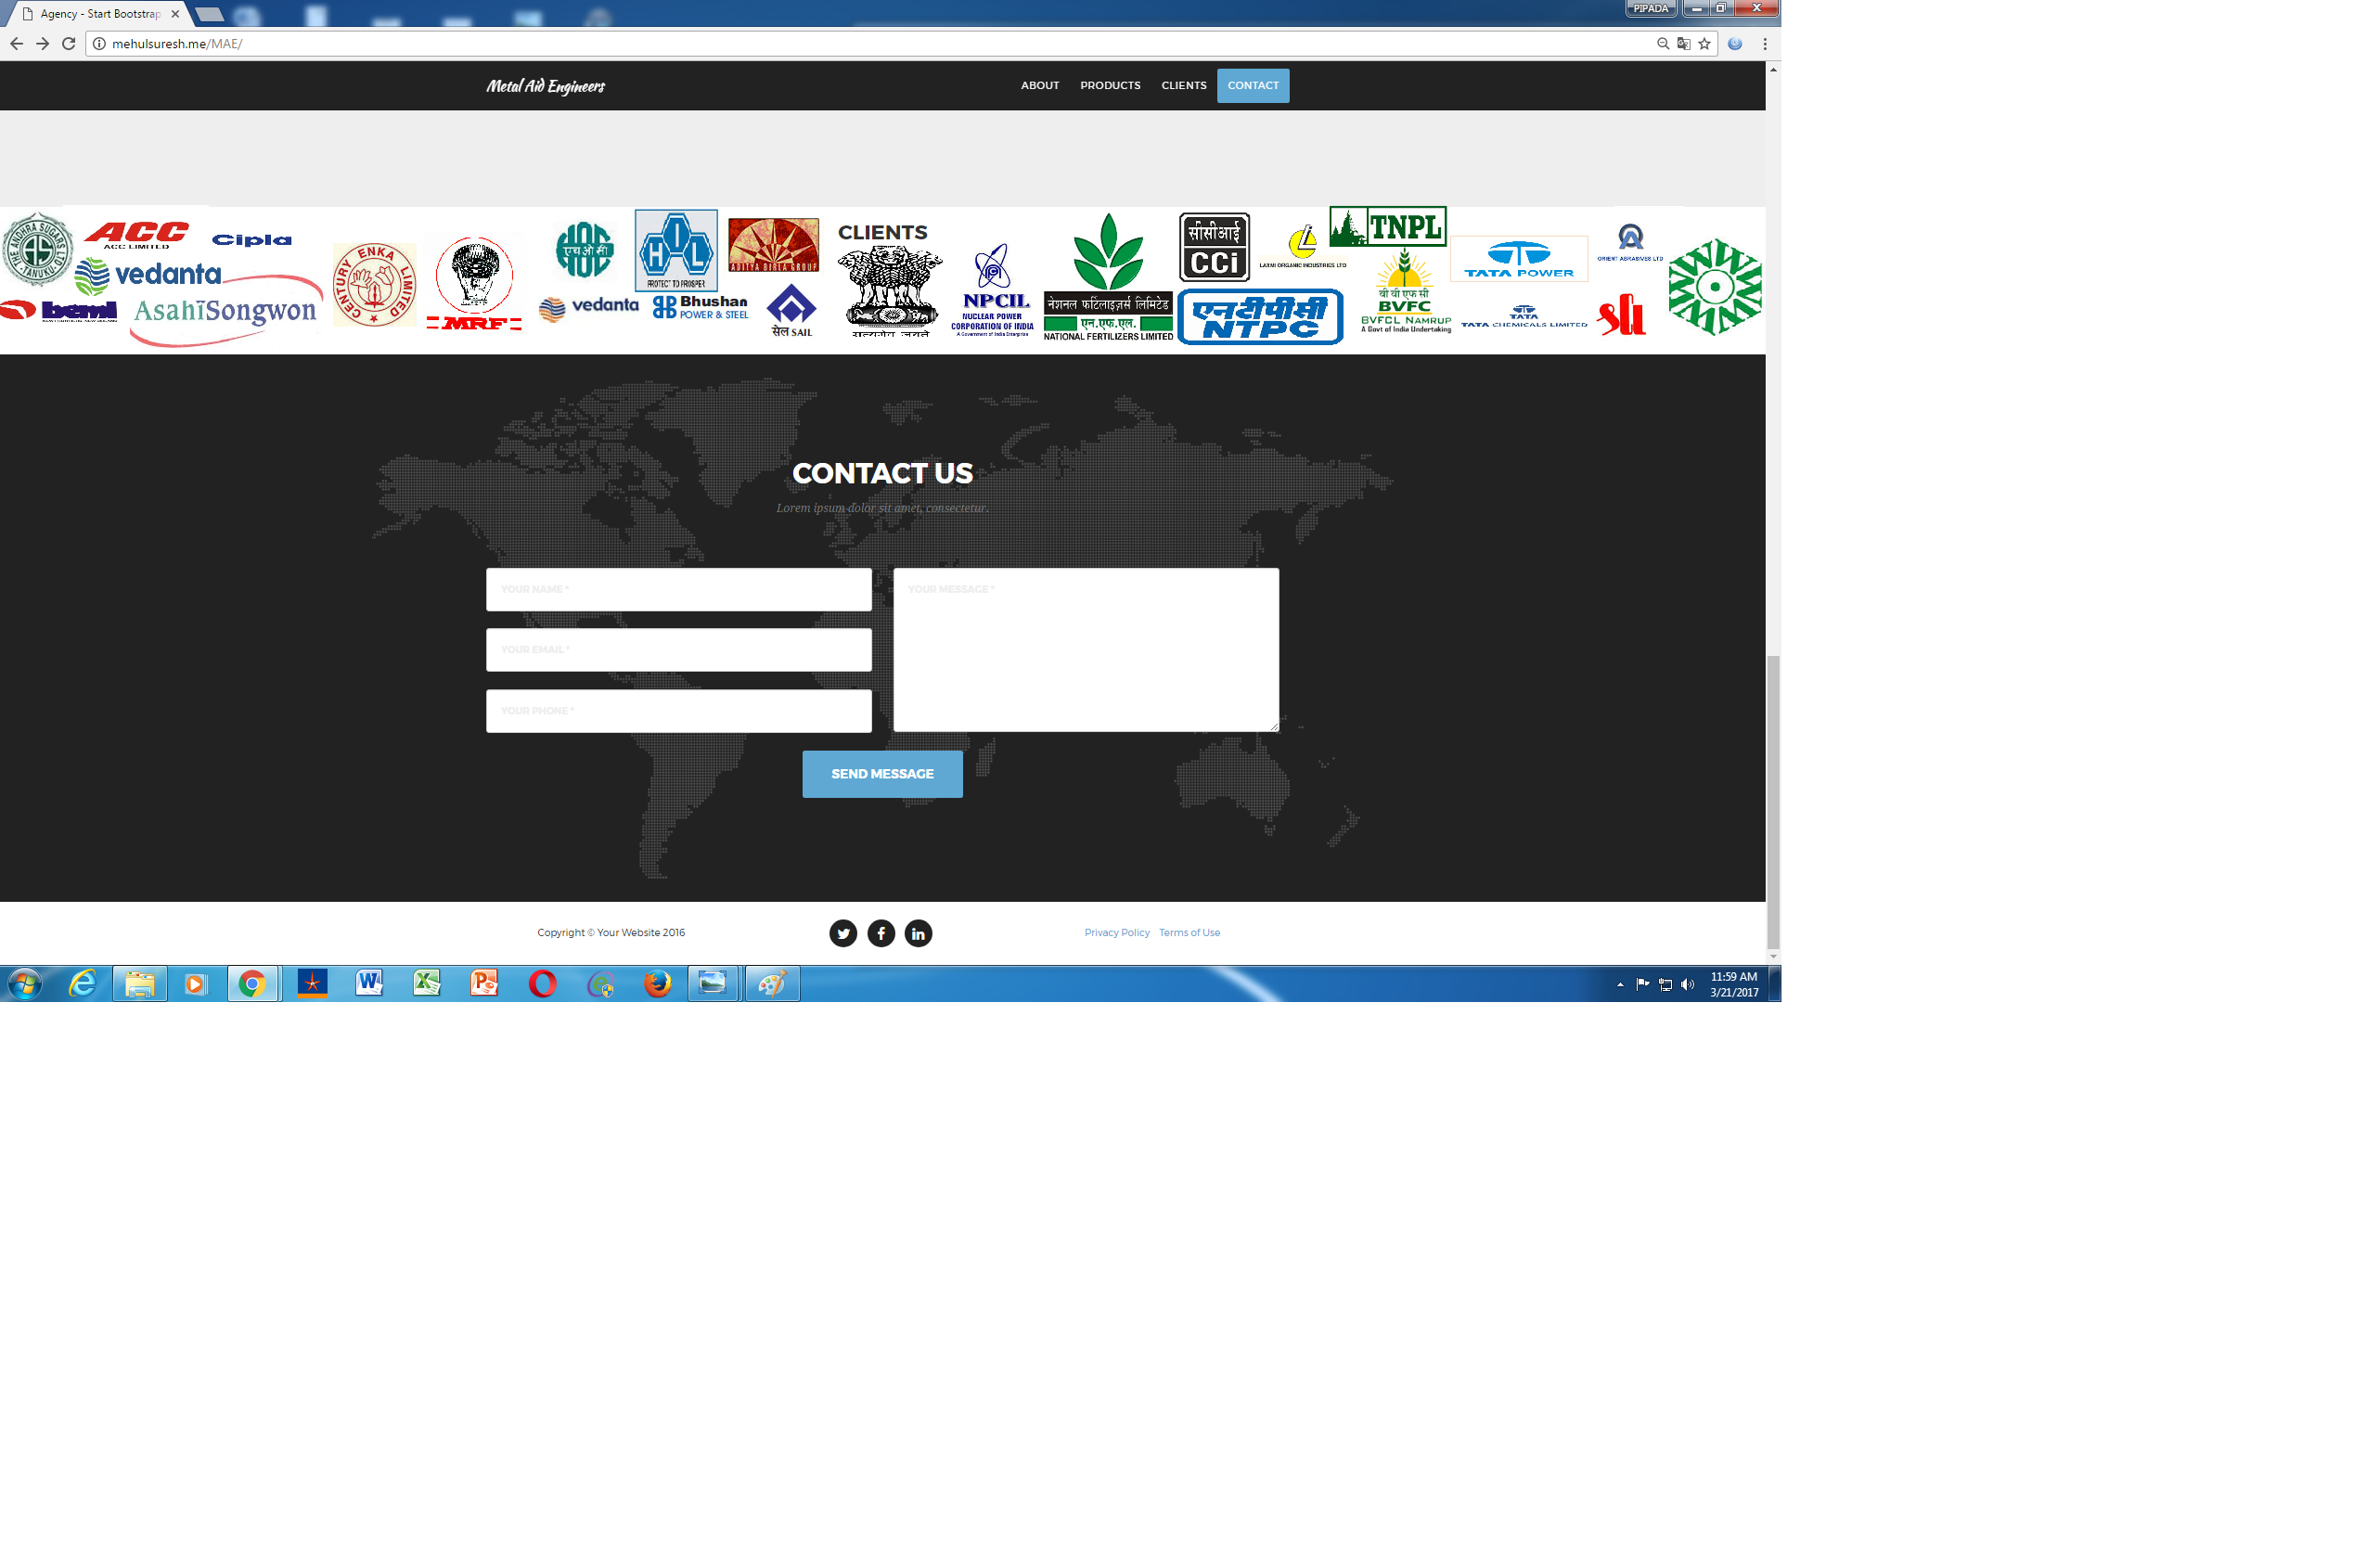 Agency - Start Bootstrap
PIPADA
mehulsuresh.me/MAE/
Metal Aid Engineers
ABOUT
PRODUCTS
CLIENTS
CONTACT
THE ANDHRA SUGARS LTD. TANUKU
ACC
ACC LIMITED
Cipla
vedanta
beml
AsahiSongwon
CENTURY ENKA LIMITED
MRF
HOC
एच ओ सी
vedanta
HIL
PROTECT TO PROSPER
Bhushan
POWER & STEEL
ADITYA BIRLA GROUP
सेल SAIL
CLIENTS
सत्यमेव जयते
NPCIL
NUCLEAR POWER
CORPORATION OF INDIA
A Government of India Enterprise
नेशनल फर्टिलाइज़र्स लिमिटेड
एन.एफ.एल.
NATIONAL FERTILIZERS LIMITED
सीसीआई
CCi
LAXMI ORGANIC INDUSTRIES LTD
एनटीपीसी
NTPC
TNPL
बी वी एफ सी
BVFC
BVFCL NAMRUP
A Govt of India Undertaking
TATA POWER
TATA
TATA CHEMICALS LIMITED
ORIENT ABRASIVES LTD
CONTACT US
Lorem ipsum dolor sit amet, consectetur.
YOUR NAME *
YOUR EMAIL *
YOUR PHONE *
YOUR MESSAGE *
SEND MESSAGE
Copyright © Your Website 2016
Privacy Policy
Terms of Use
11:59 AM
3/21/2017